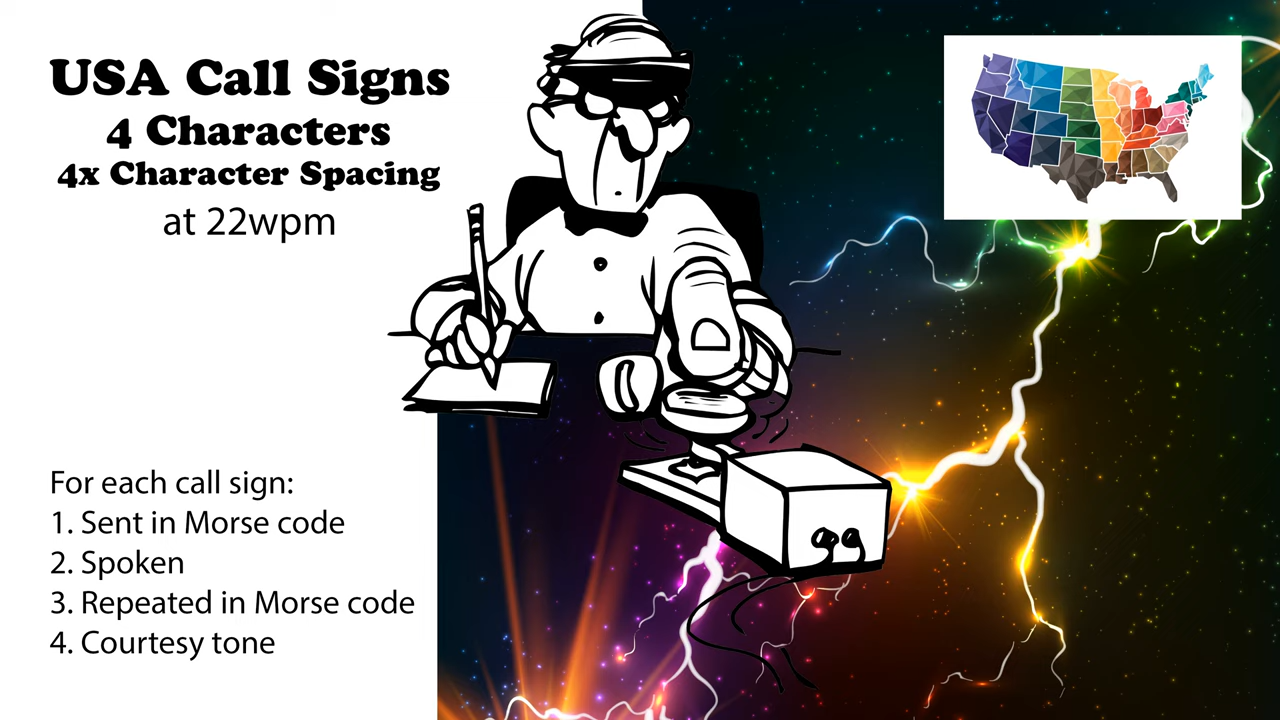 USA Call Signs
4 Characters
4x Character Spacing
at 22wpm
For each call sign:
1. Sent in Morse code
2. Spoken
3. Repeated in Morse code
4. Courtesy tone